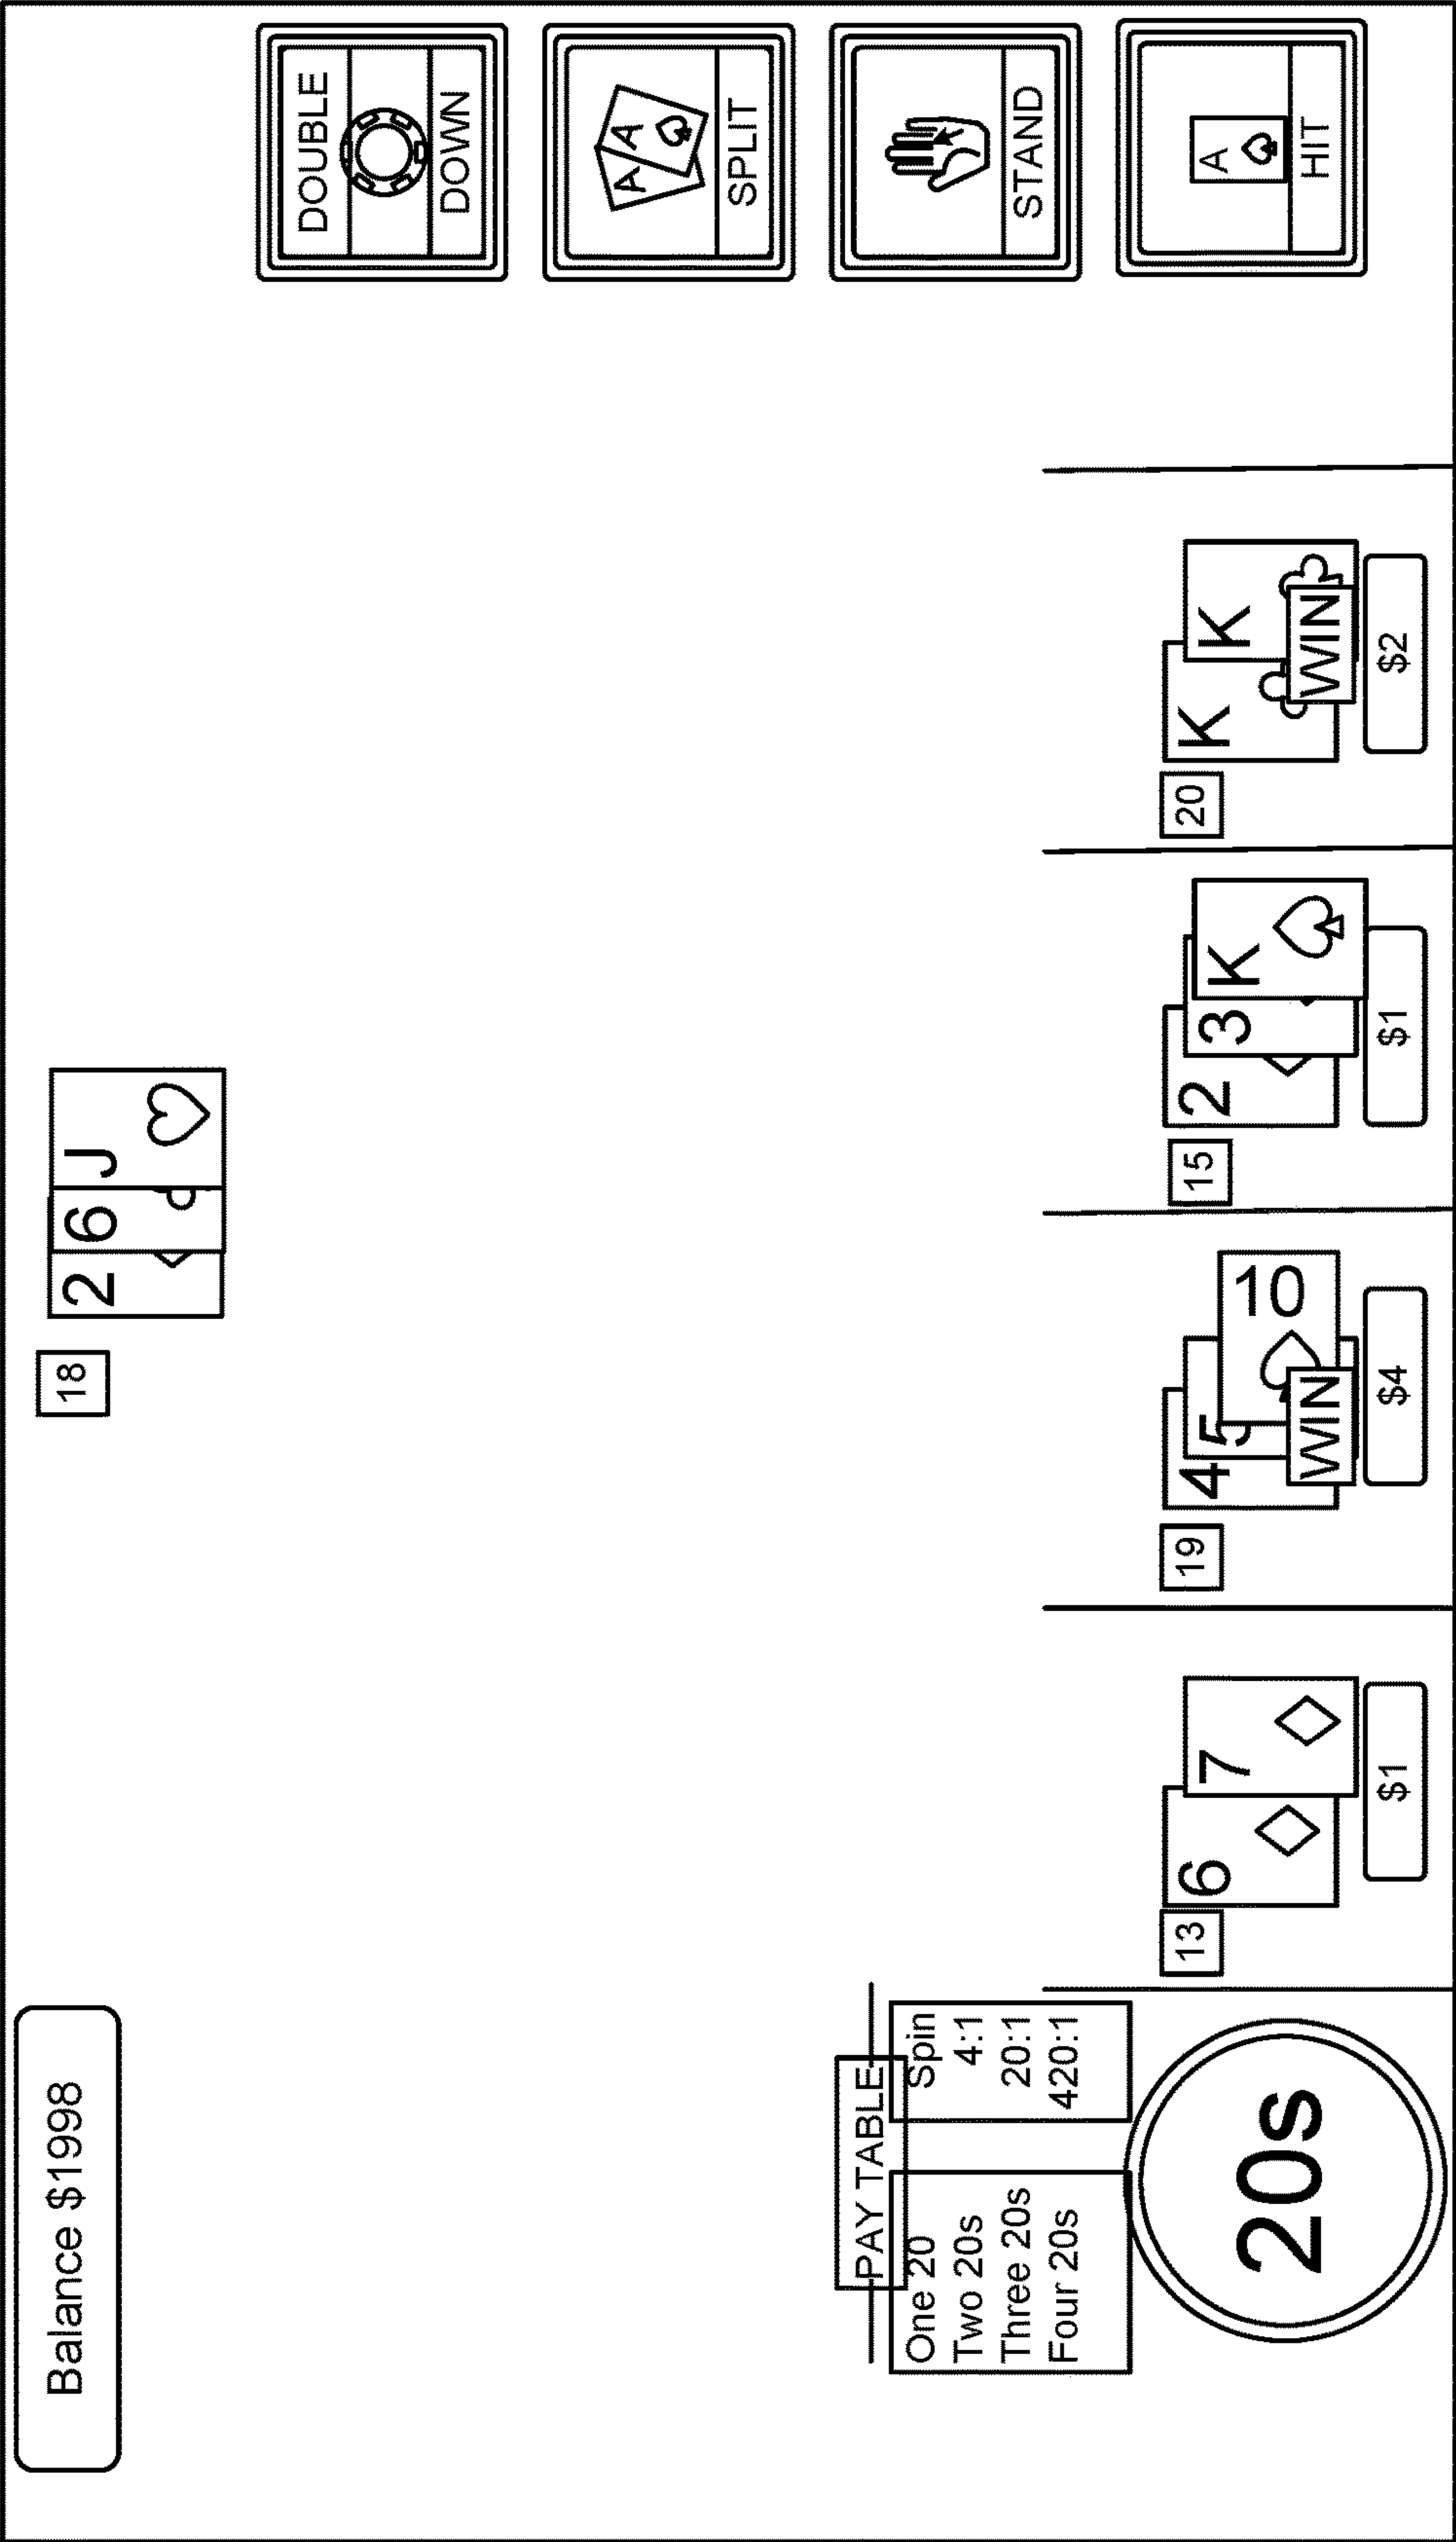 Balance $1998
18
2 6 J
DOUBLE
DOWN
A A
SPLIT
STAND
A
HIT
PAY TABLE
One 20 Spin
Two 20s 4:1
Three 20s 20:1
Four 20s 420:1
20s
13
6 7
$1
19
4 5 10
WIN
$4
15
2 3 K
$1
20
K K
WIN
$2